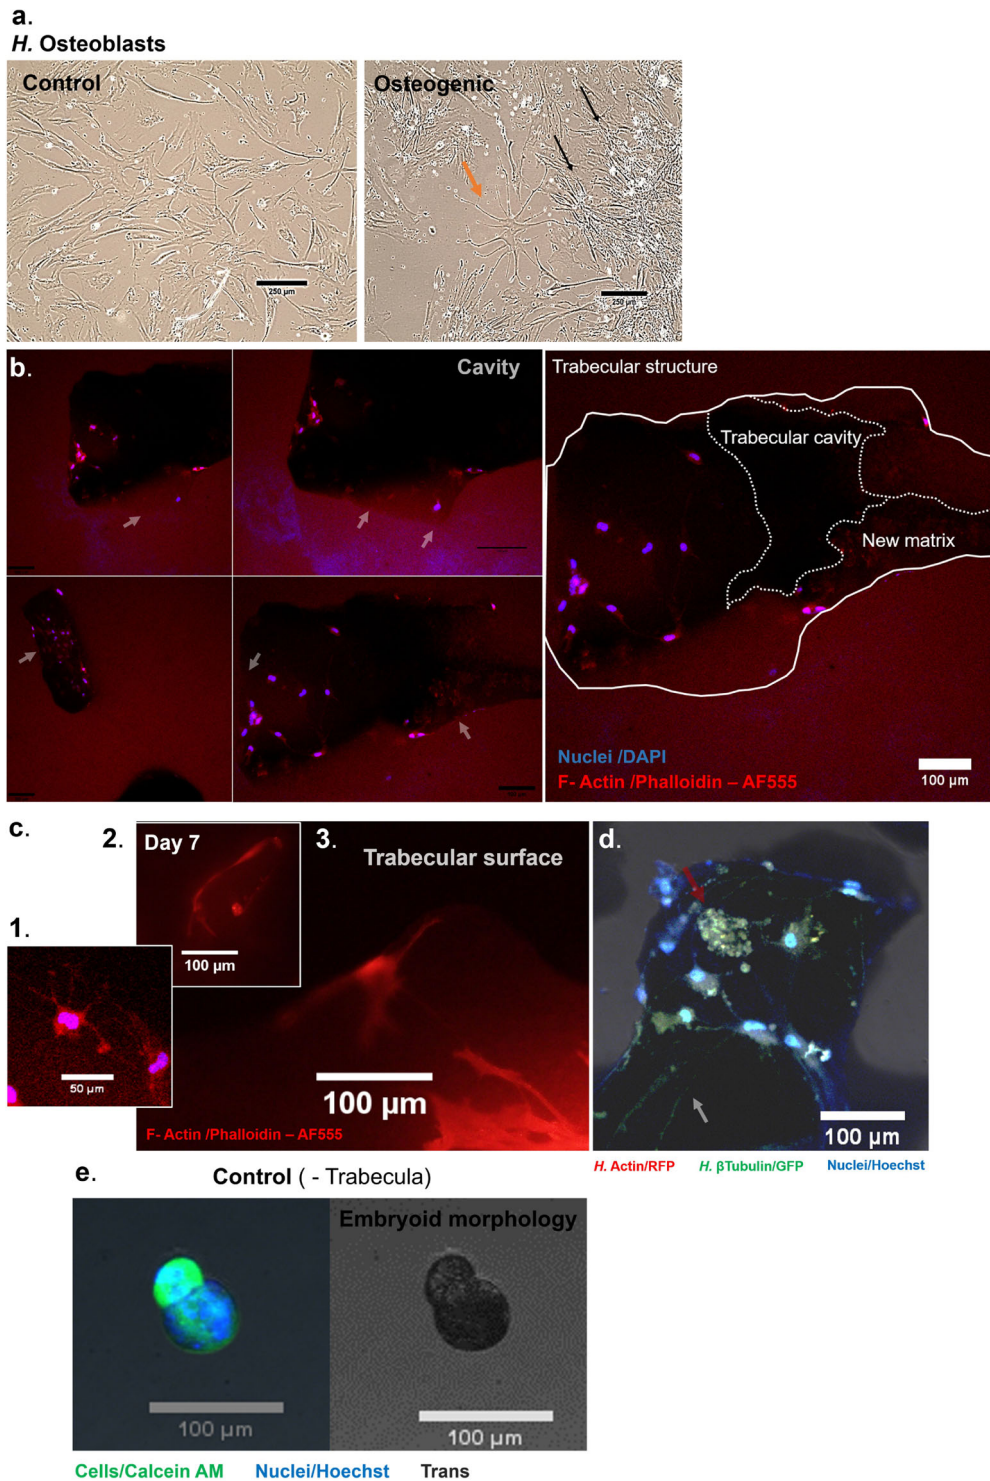 a.
H. Osteoblasts
Control
Osteogenic
250 µm
250 µm
b.
Cavity
Trabecular structure
Trabecular cavity
New matrix
Nuclei /DAPI
F- Actin /Phalloidin – AF555
100 µm
c.
2.
Day 7
3.
Trabecular surface
d.
1.
100 µm
50 µm
100 µm
F- Actin /Phalloidin – AF555
100 µm
H. Actin/RFP
H. βTubulin/GFP
Nuclei/Hoechst
e.
Control ( - Trabecula)
Embryoid morphology
100 µm
100 µm
Cells/Calcein AM
Nuclei/Hoechst
Trans